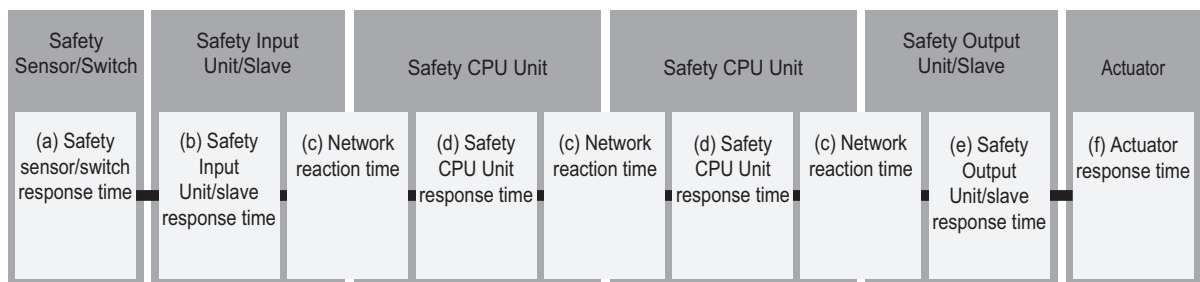 Safety
Sensor/Switch
Safety Input
Unit/Slave
Safety CPU Unit
Safety CPU Unit
Safety Output
Unit/Slave
Actuator
(a) Safety
sensor/switch
response time
(b) Safety
Input
Unit/slave
response time
(c) Network
reaction time
(d) Safety
CPU Unit
response time
(c) Network
reaction time
(d) Safety
CPU Unit
response time
(c) Network
reaction time
(e) Safety
Output
Unit/slave
response time
(f) Actuator
response time